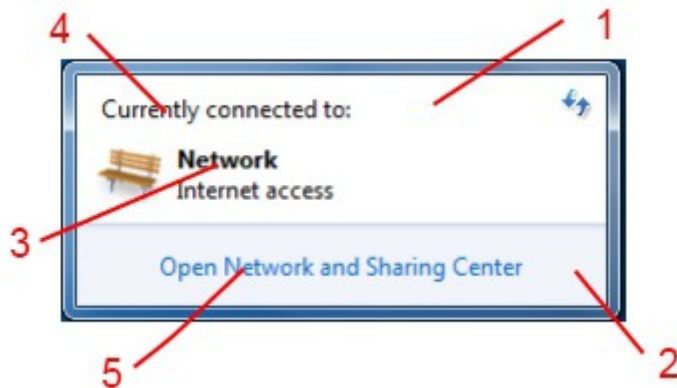 4
1
Currently connected to:
Network
Internet access
3
Open Network and Sharing Center
5
2